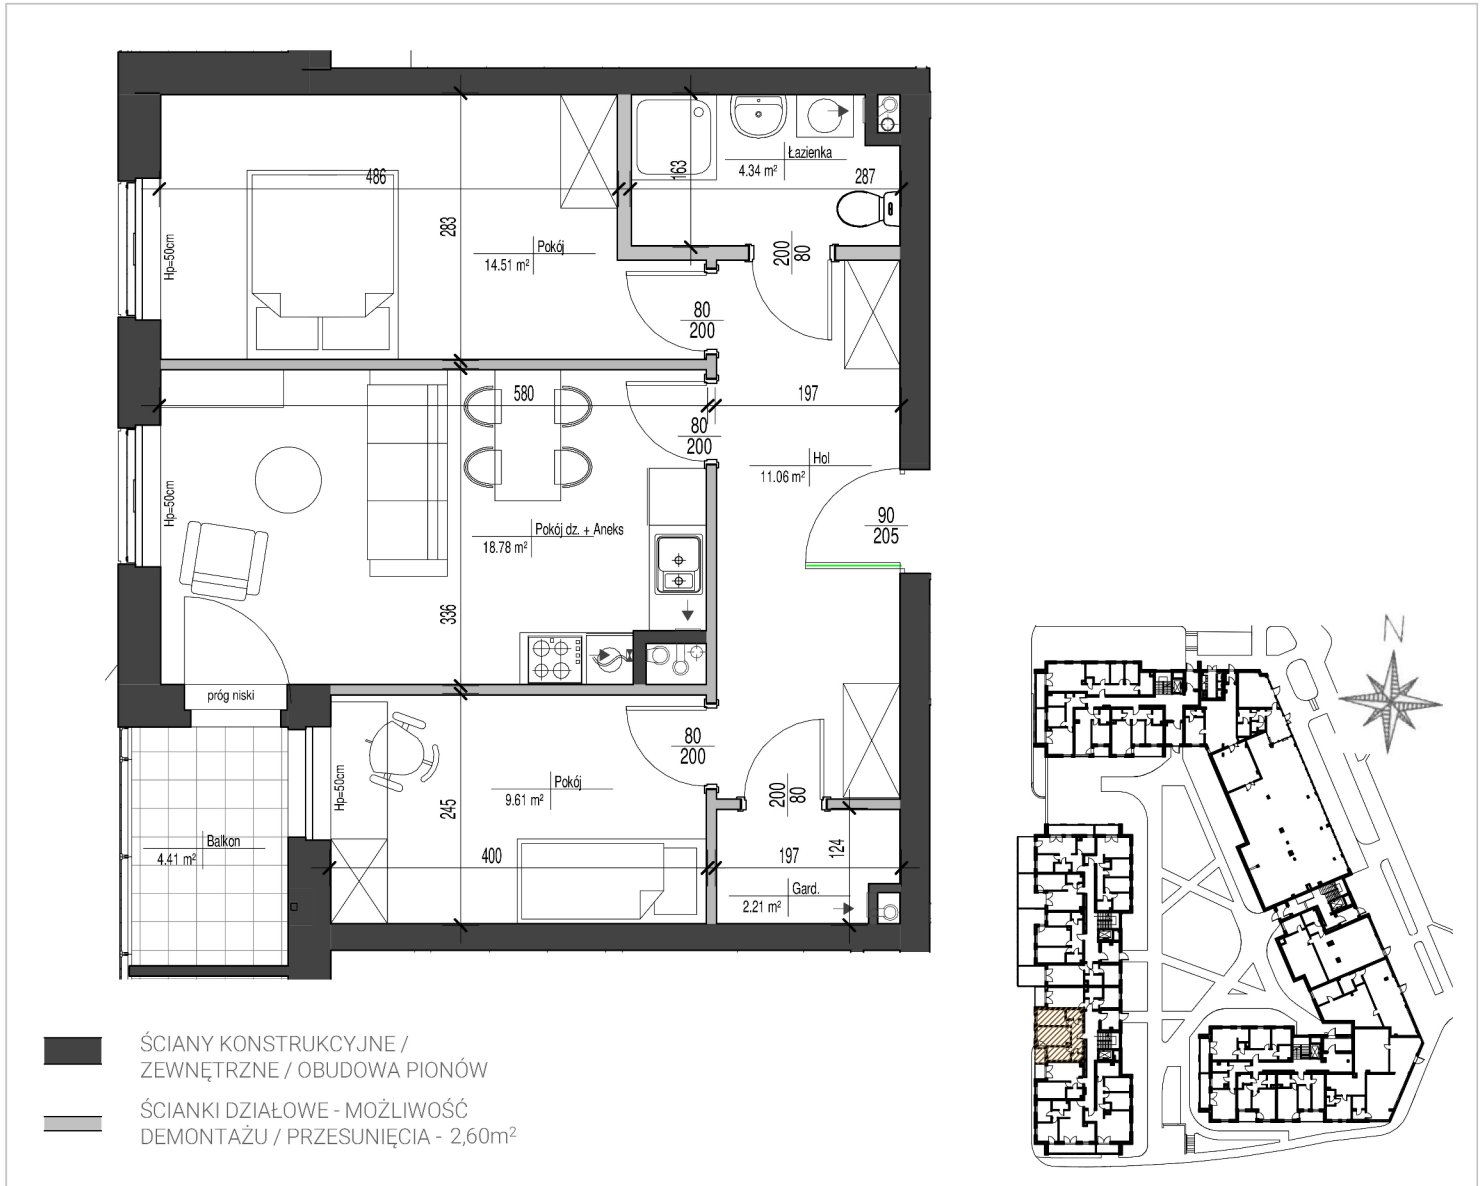 Łazienka
4.34 m²
163
486
287
283
Hp=50cm
Pokój
14.51 m²
200
80
80
200
580
197
80
200
Hol
11.06 m²
Hp=50cm
Pokój dz. + Aneks
18.78 m²
90
205
336
próg niski
N
80
200
Hp=50cm
Pokój
9.61 m²
200
80
245
Balkon
4.41 m²
400
197
124
Gard.
2.21 m²
ŚCIANY KONSTRUKCYJNE /
ZEWNĘTRZNE / OBUDOWA PIONÓW
ŚCIANKI DZIAŁOWE - MOŻLIWOŚĆ
DEMONTAŻU / PRZESUNIĘCIA - 2,60m²